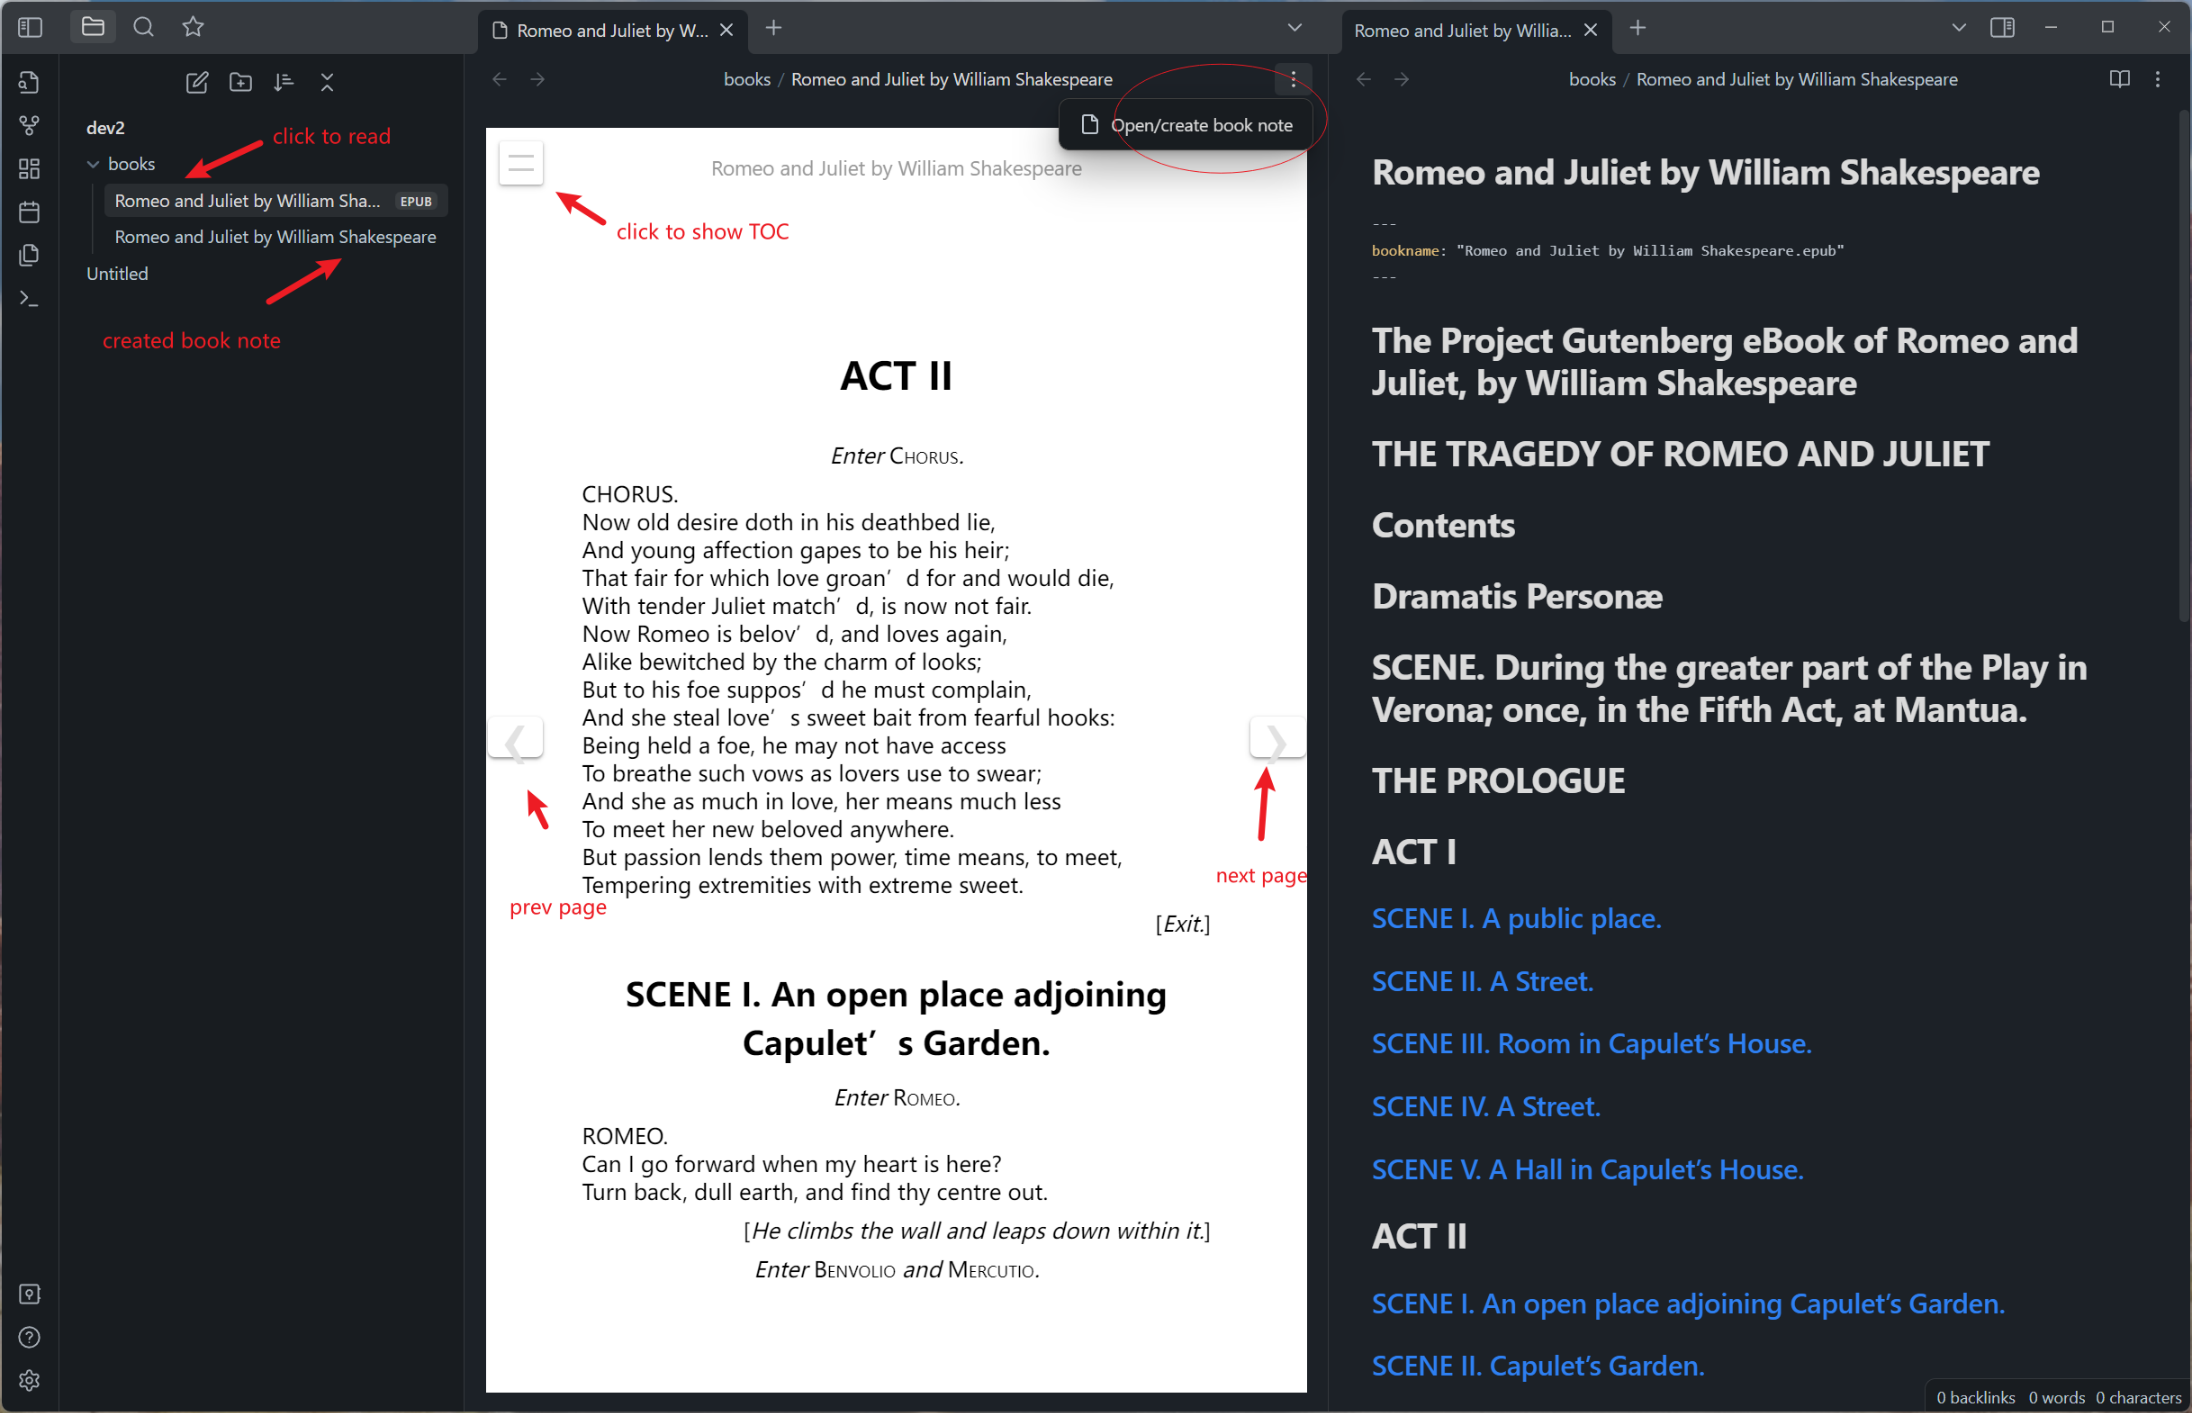 Romeo and Juliet by W...
Romeo and Juliet by Willia...
dev2
click to read
books
Romeo and Juliet by William Sha... EPUB
Romeo and Juliet by William Shakespeare
Untitled
created book note
books / Romeo and Juliet by William Shakespeare
Open/create book note
Romeo and Juliet by William Shakespeare
click to show TOC
ACT II
Enter CHORUS.
CHORUS.
Now old desire doth in his deathbed lie,
And young affection gapes to be his heir;
That fair for which love groan’d for and would die,
With tender Juliet match’d, is now not fair.
Now Romeo is belov’d, and loves again,
Alike bewitched by the charm of looks;
But to his foe suppos’d he must complain,
And she steal love’s sweet bait from fearful hooks:
Being held a foe, he may not have access
To breathe such vows as lovers use to swear;
And she as much in love, her means much less
To meet her new beloved anywhere.
But passion lends them power, time means, to meet,
Tempering extremities with extreme sweet.
prev page
next page
[Exit.]
SCENE I. An open place adjoining
Capulet’s Garden.
Enter ROMEO.
ROMEO.
Can I go forward when my heart is here?
Turn back, dull earth, and find thy centre out.
[He climbs the wall and leaps down within it.]
Enter BENVOLIO and MERCUTIO.
books / Romeo and Juliet by William Shakespeare
Romeo and Juliet by William Shakespeare
---
bookname: "Romeo and Juliet by William Shakespeare.epub"
---
The Project Gutenberg eBook of Romeo and
Juliet, by William Shakespeare
THE TRAGEDY OF ROMEO AND JULIET
Contents
Dramatis Personæ
SCENE. During the greater part of the Play in
Verona; once, in the Fifth Act, at Mantua.
THE PROLOGUE
ACT I
SCENE I. A public place.
SCENE II. A Street.
SCENE III. Room in Capulet’s House.
SCENE IV. A Street.
SCENE V. A Hall in Capulet’s House.
ACT II
SCENE I. An open place adjoining Capulet’s Garden.
SCENE II. Capulet’s Garden.
0 backlinks 0 words 0 characters